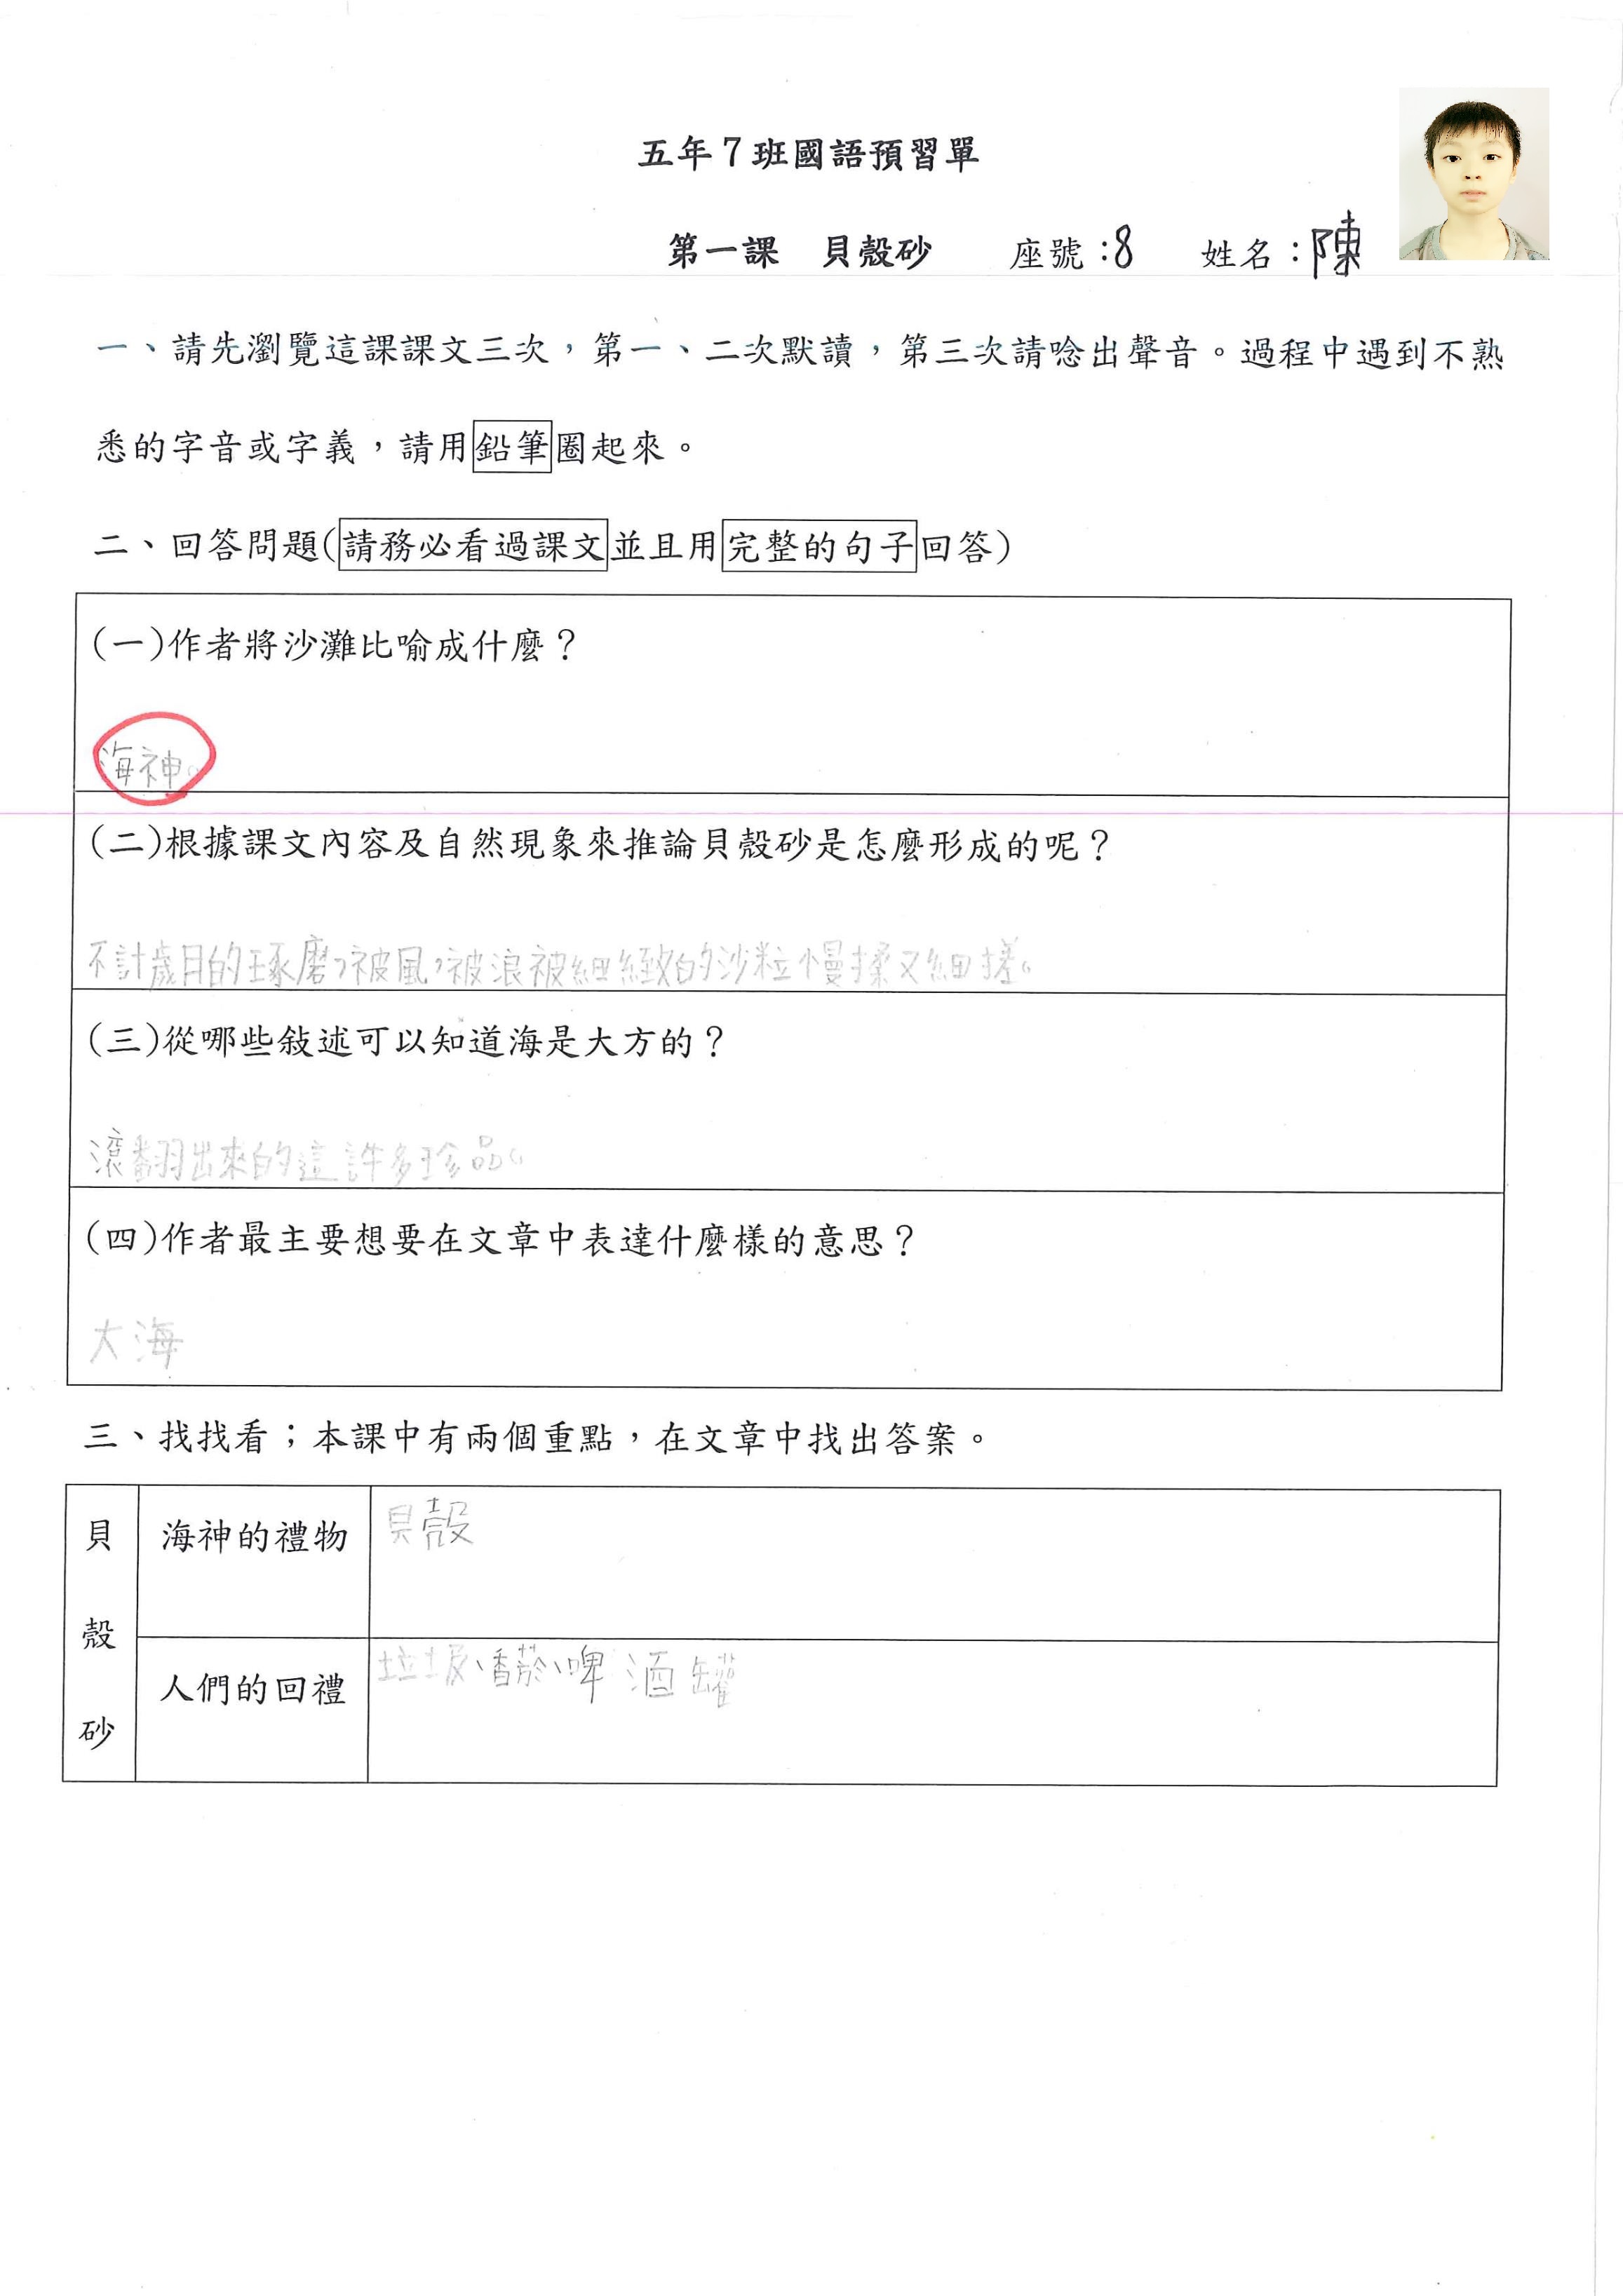 五年7班國語預習單
第一課 貝殼砂 座號:8 姓名:陳
一、請先瀏覽這課課文三次,第一、二次默讀,第三次請唸出聲音。過程中遇到不熟
悉的字音或字義,請用鉛筆圈起來。
二、回答問題(請務必看過課文並且用完整的句子回答)
(一)作者將沙灘比喻成什麼?
海神。
(二)根據課文內容及自然現象來推論貝殼砂是怎麼形成的呢?
不計歲月的琢磨,被風,被浪被細緻的沙粒慢揉又細搓。
(三)從哪些敍述可以知道海是大方的?
滾翻出來的這許多珍品。
(四)作者最主要想要在文章中表達什麼樣的意思?
大海
三、找找看;本課中有兩個重點,在文章中找出答案。
貝殼砂
海神的禮物 貝殼
人們的回禮 垃圾、香菸、啤酒罐